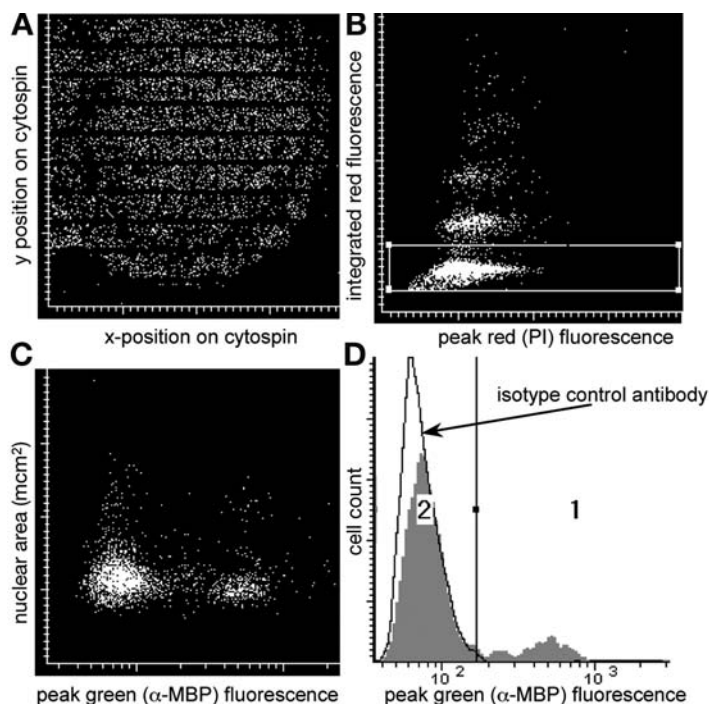 A
y position on cytospin
x-position on cytospin
B
integrated red fluorescence
peak red (PI) fluorescence
C
nuclear area (mcm²)
peak green (α-MBP) fluorescence
D
isotype control antibody
cell count
2
1
10²
10³
peak green (α-MBP) fluorescence